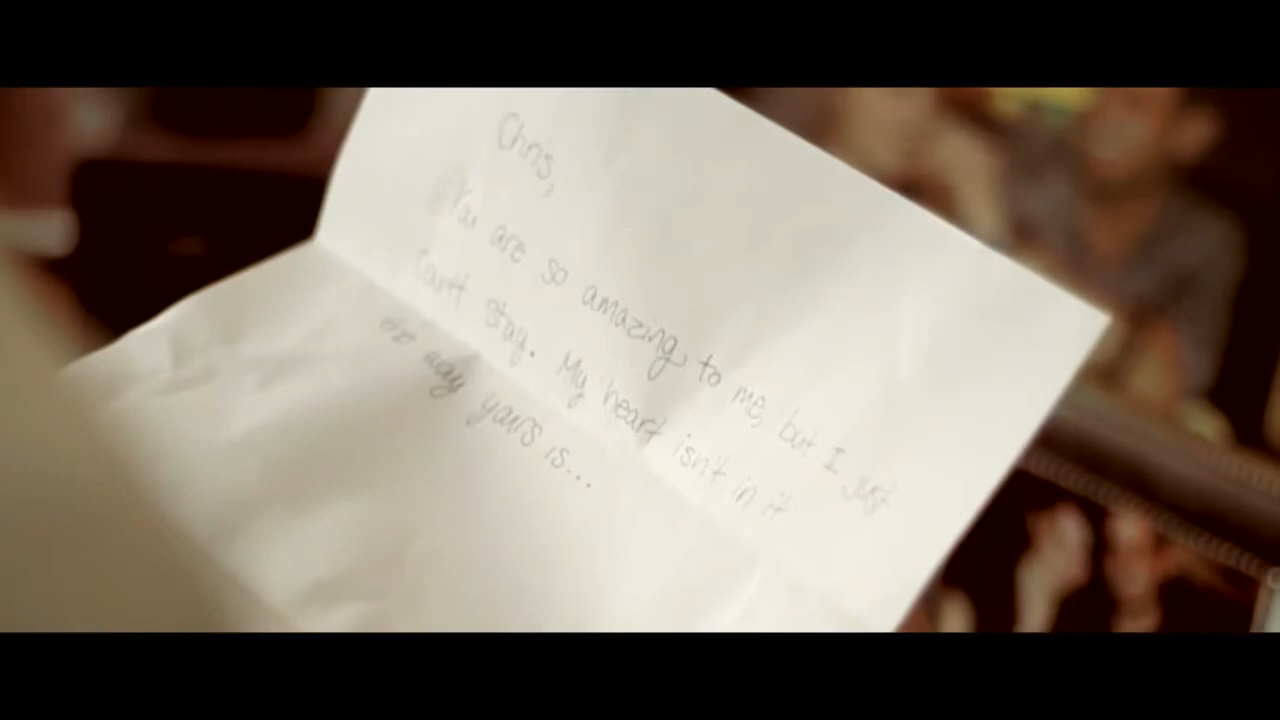 Chris,
You are so amazing to me, but I just
can't stay. My heart isn't in it
the way yours is...